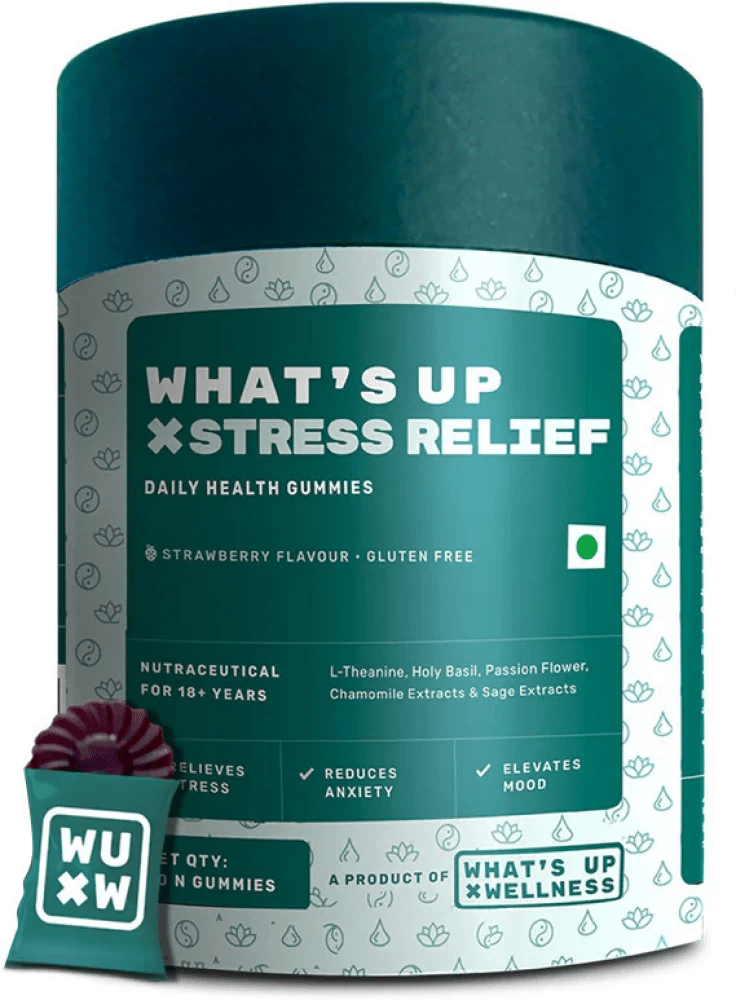 WHAT'S UP
×STRESS RELIEF
DAILY HEALTH GUMMIES
STRAWBERRY FLAVOUR • GLUTEN FREE
NUTRACEUTICAL
FOR 18+ YEARS
L-Theanine, Holy Basil, Passion Flower,
Chamomile Extracts & Sage Extracts
RELIEVES
REDUCES
ANXIETY
ELEVATES
MOOD
QTY:
N GUMMIES
A PRODUCT OF
WHAT'S UP
×WELLNESS
WU
×W